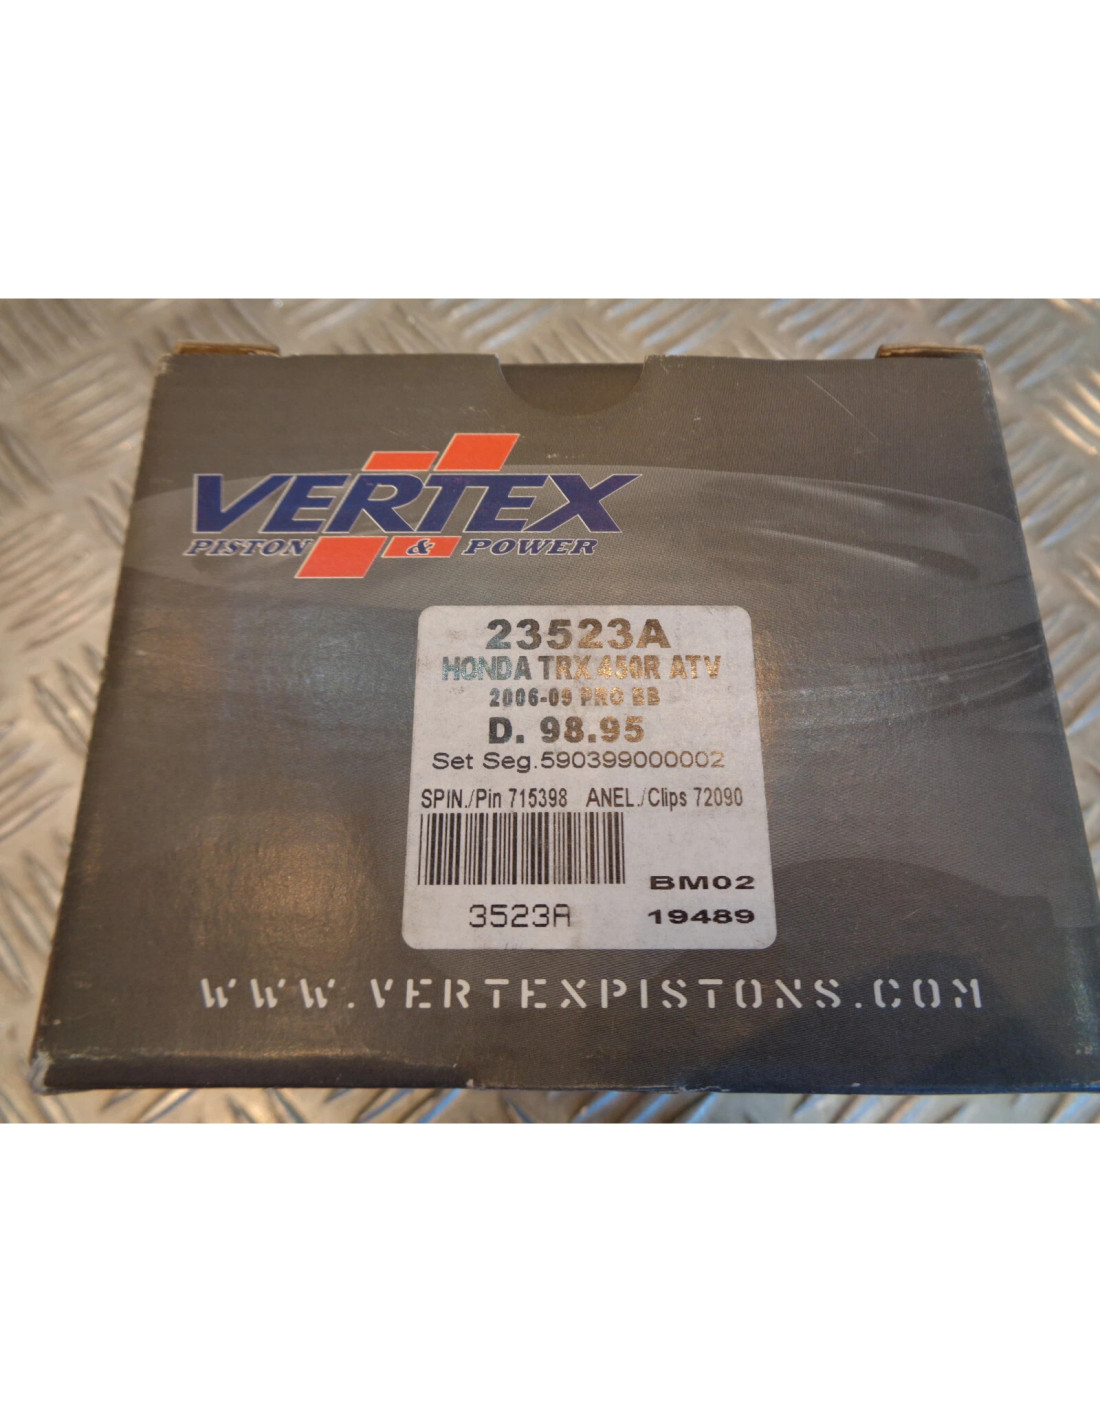 VERTEX
PISTON & POWER
23523A
HONDA TRX 450R ATV
2006-09 PRO BB
D. 98.95
Set Seg.590399000002
SPIN./Pin 715398 ANEL./Clips 72090
BM02
3523A 19489
WWW.VERTEXPISTONS.COM